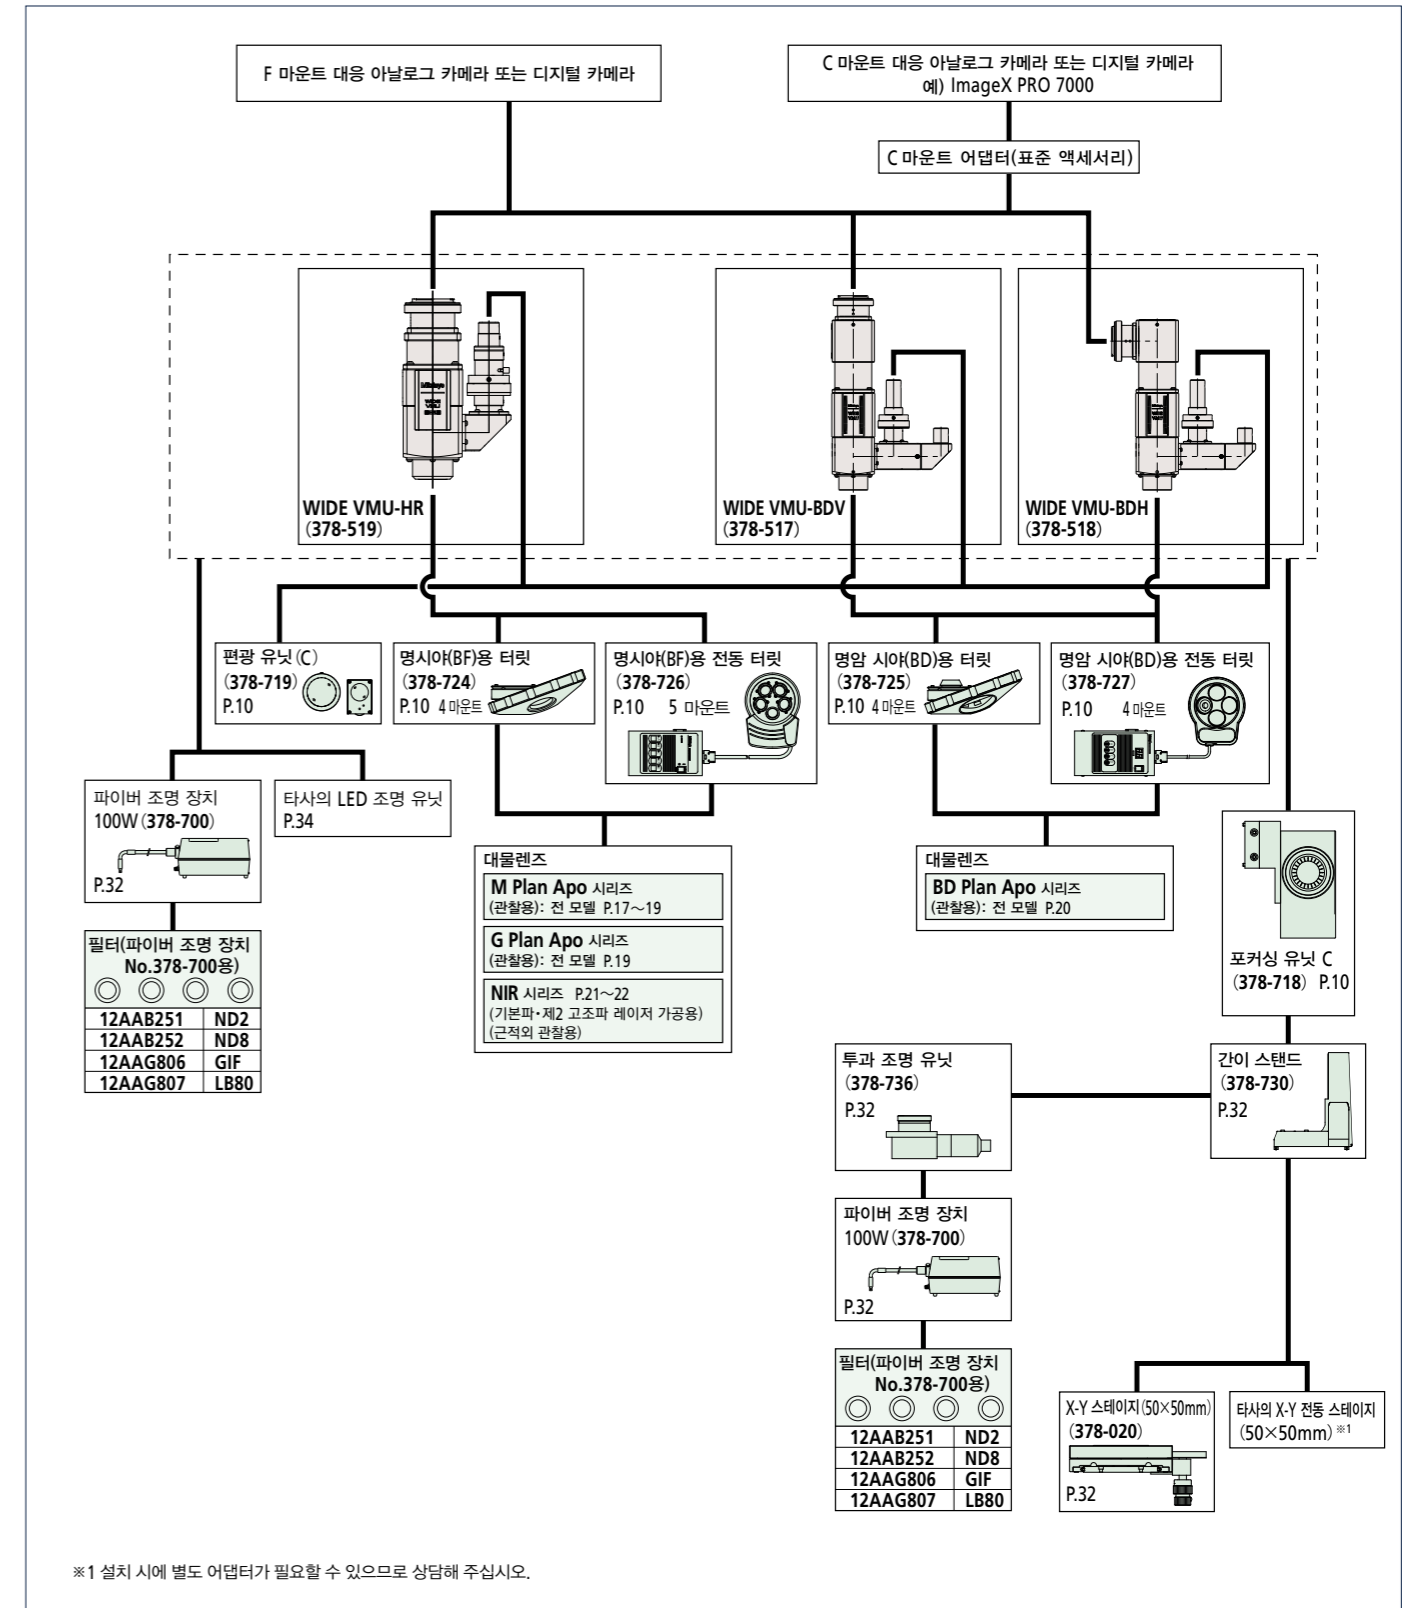 F 마운트 대응 아날로그 카메라 또는 디지털 카메라
C 마운트 대응 아날로그 카메라 또는 디지털 카메라
예) ImageX PRO 7000
C 마운트 어댑터(표준 액세서리)
Mitutoyo
WIDE
VMU
WIDE VMU-HR
(378-519)
WIDE VMU-BDV
(378-517)
WIDE VMU-BDH
(378-518)
편광 유닛(C)
(378-719)
P.10
명시야(BF)용 터릿
(378-724)
P.10 4 마운트
명시야(BF)용 전동 터릿
(378-726)
P.10 5 마운트
명암 시야(BD)용 터릿
(378-725)
P.10 4 마운트
명암 시야(BD)용 전동 터릿
(378-727)
P.10 4 마운트
파이버 조명 장치
100W(378-700)
P.32
타사의 LED 조명 유닛
P.34
필터(파이버 조명 장치
No.378-700용)
12AAB251 ND2
12AAB252 ND8
12AAG806 GIF
12AAG807 LB80
대물렌즈
M Plan Apo 시리즈
(관찰용): 전 모델 P.17~19
G Plan Apo 시리즈
(관찰용): 전 모델 P.19
NIR 시리즈 P.21~22
(기본파·제2 고조파 레이저 가공용)
(근적외 관찰용)
대물렌즈
BD Plan Apo 시리즈
(관찰용): 전 모델 P.20
포커싱 유닛 C
(378-718) P.10
투과 조명 유닛
(378-736)
P.32
간이 스탠드
(378-730)
P.32
파이버 조명 장치
100W(378-700)
P.32
필터(파이버 조명 장치
No.378-700용)
12AAB251 ND2
12AAB252 ND8
12AAG806 GIF
12AAG807 LB80
X-Y 스테이지(50×50mm)
(378-020)
P.32
타사의 X-Y 전동 스테이지
(50×50mm) ※1
※1 설치 시에 별도 어댑터가 필요할 수 있으므로 상담해 주십시오.